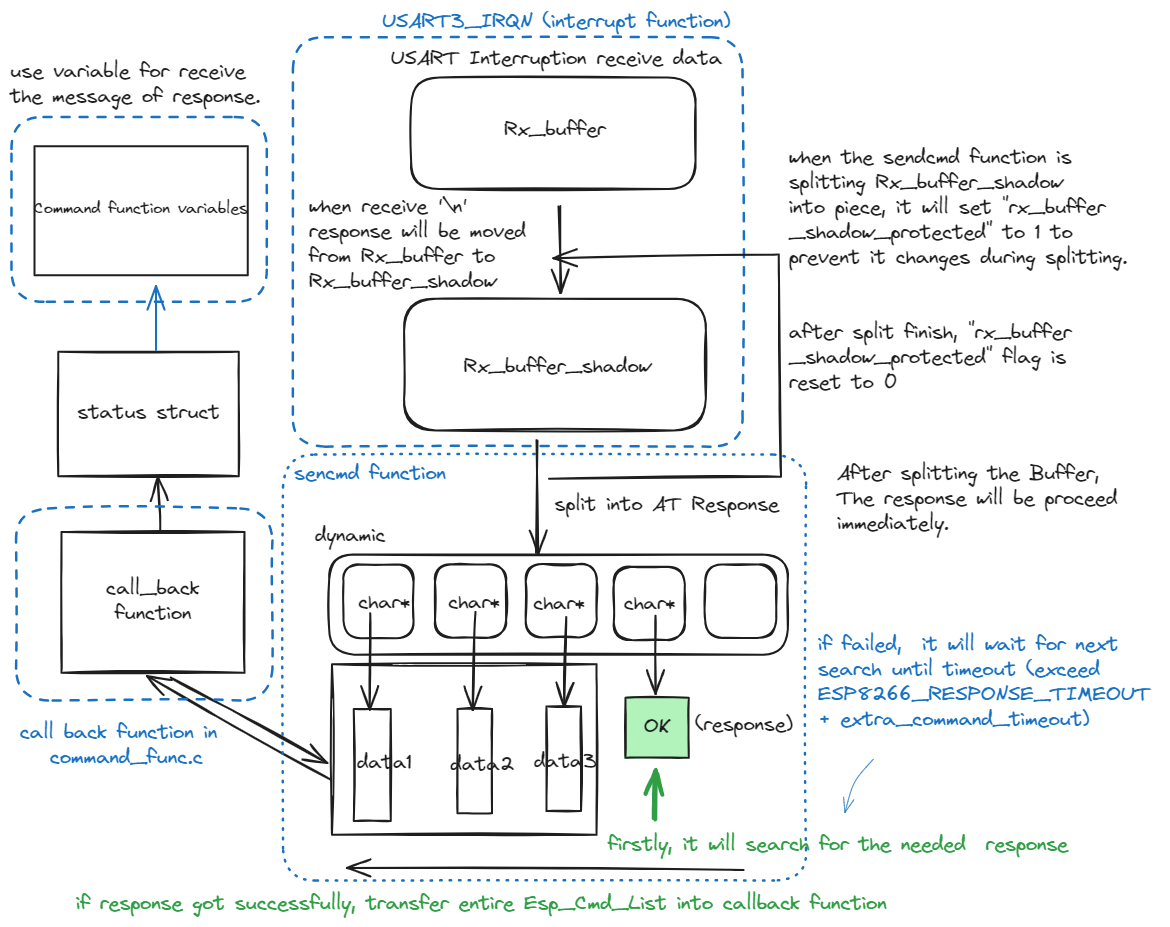 USART3_IRQN (interrupt function)
USART Interruption receive data
use variable for receive
the message of response.
Rx_buffer
Command function variables
when receive '\n'
response will be moved
from Rx_buffer to
Rx_buffer_shadow
when the sendcmd function is
splitting Rx_buffer_shadow
into piece, it will set "rx_buffer
_shadow_protected" to 1 to
prevent it changes during splitting.
after split finish, "rx_buffer
_shadow_protected" flag is
reset to 0
Rx_buffer_shadow
status struct
sencmd function
split into AT Response
After splitting the Buffer,
The response will be proceed
immediately.
dynamic
call_back
function
char*
char*
char*
char*
if failed, it will wait for next
search until timeout (exceed
ESP8266_RESPONSE_TIMEOUT
+ extra_command_timeout)
OK
(response)
call back function in
command_func.c
data1
data2
data3
firstly, it will search for the needed response
if response got successfully, transfer entire Esp_Cmd_List into callback function